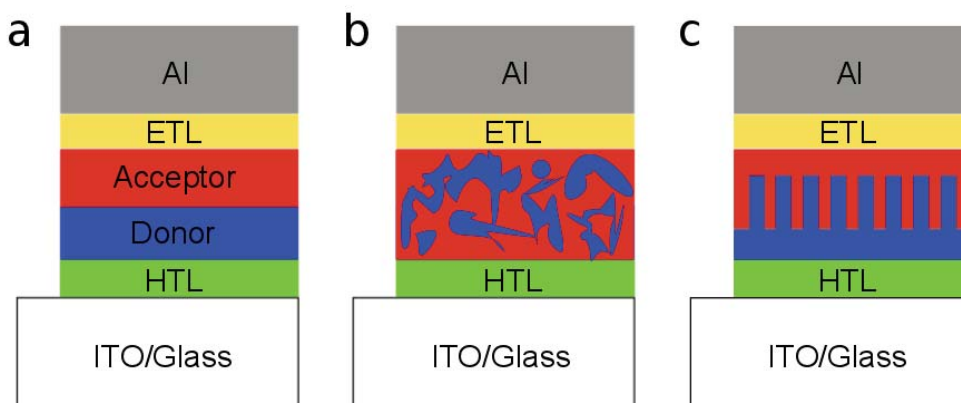 a
Al
ETL
Acceptor
Donor
HTL
ITO/Glass
b
Al
ETL
HTL
ITO/Glass
c
Al
ETL
HTL
ITO/Glass